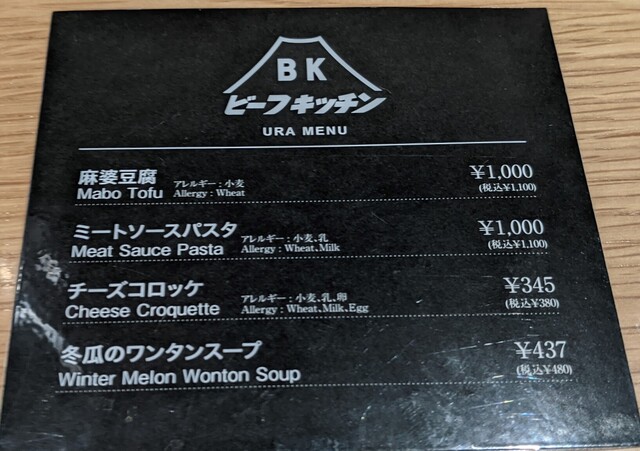 BK
ビーフキッチン
URA MENU
麻婆豆腐 アレルギー：小麦 ¥1,000
Mabo Tofu Allergy : Wheat (税込¥1,100)
ミートソースパスタ アレルギー：小麦、乳 ¥1,000
Meat Sauce Pasta Allergy : Wheat、Milk (税込¥1,100)
チーズコロッケ アレルギー：小麦、乳、卵 ¥345
Cheese Croquette Allergy : Wheat、Milk、Egg (税込¥380)
冬瓜のワンタンスープ ¥437
Winter Melon Wonton Soup (税込¥480)